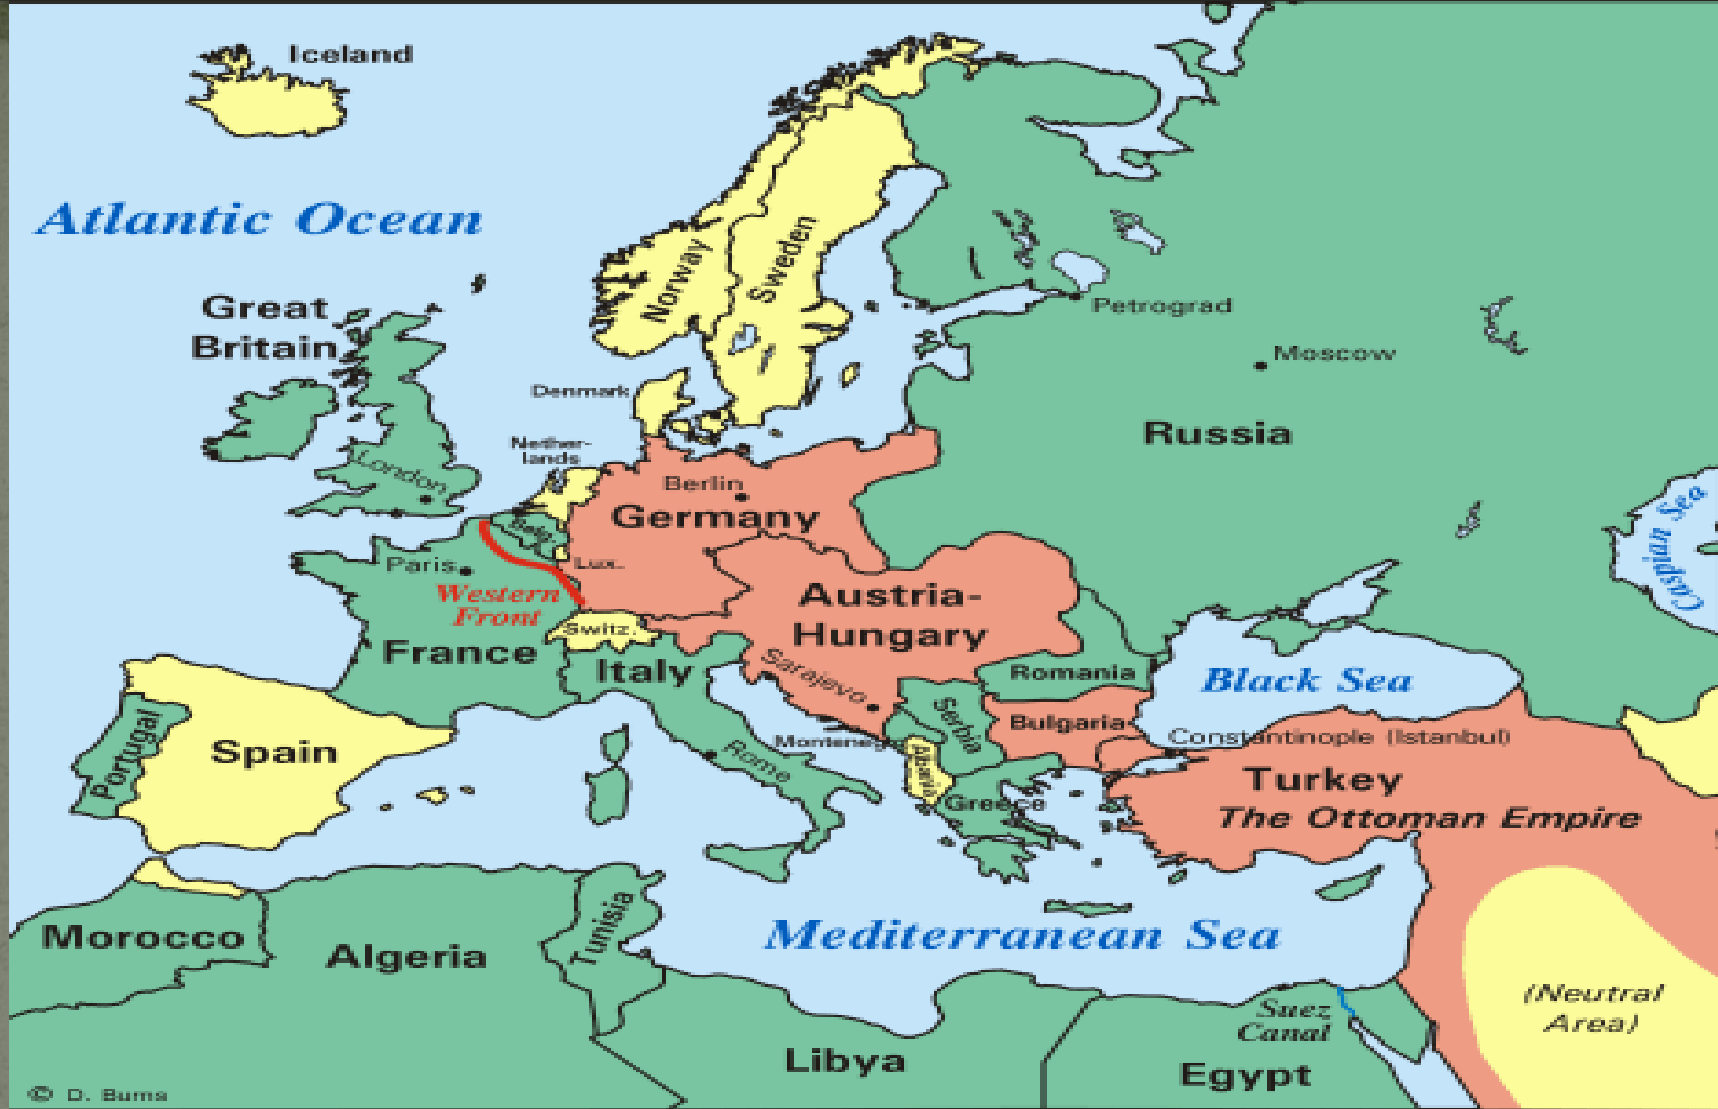 Iceland
Atlantic Ocean
Great
Britain
Norway
Sweden
Petrograd
Moscow
Denmark
Nether-
lands
London
Berlin
Germany
Russia
Belg.
Paris
Lux.
Western
Front
Switz.
France
Italy
Austria-
Hungary
Sarajevo
Romania
Black Sea
Caspian Sea
Portugal
Spain
Serbia
Bulgaria
Constantinople (Istanbul)
Montenegr
Albania
Rome
Greece
Turkey
The Ottoman Empire
Morocco
Algeria
Tunisia
Mediterranean Sea
(Neutral
Area)
Suez
Canal
Libya
Egypt
© D. Burns